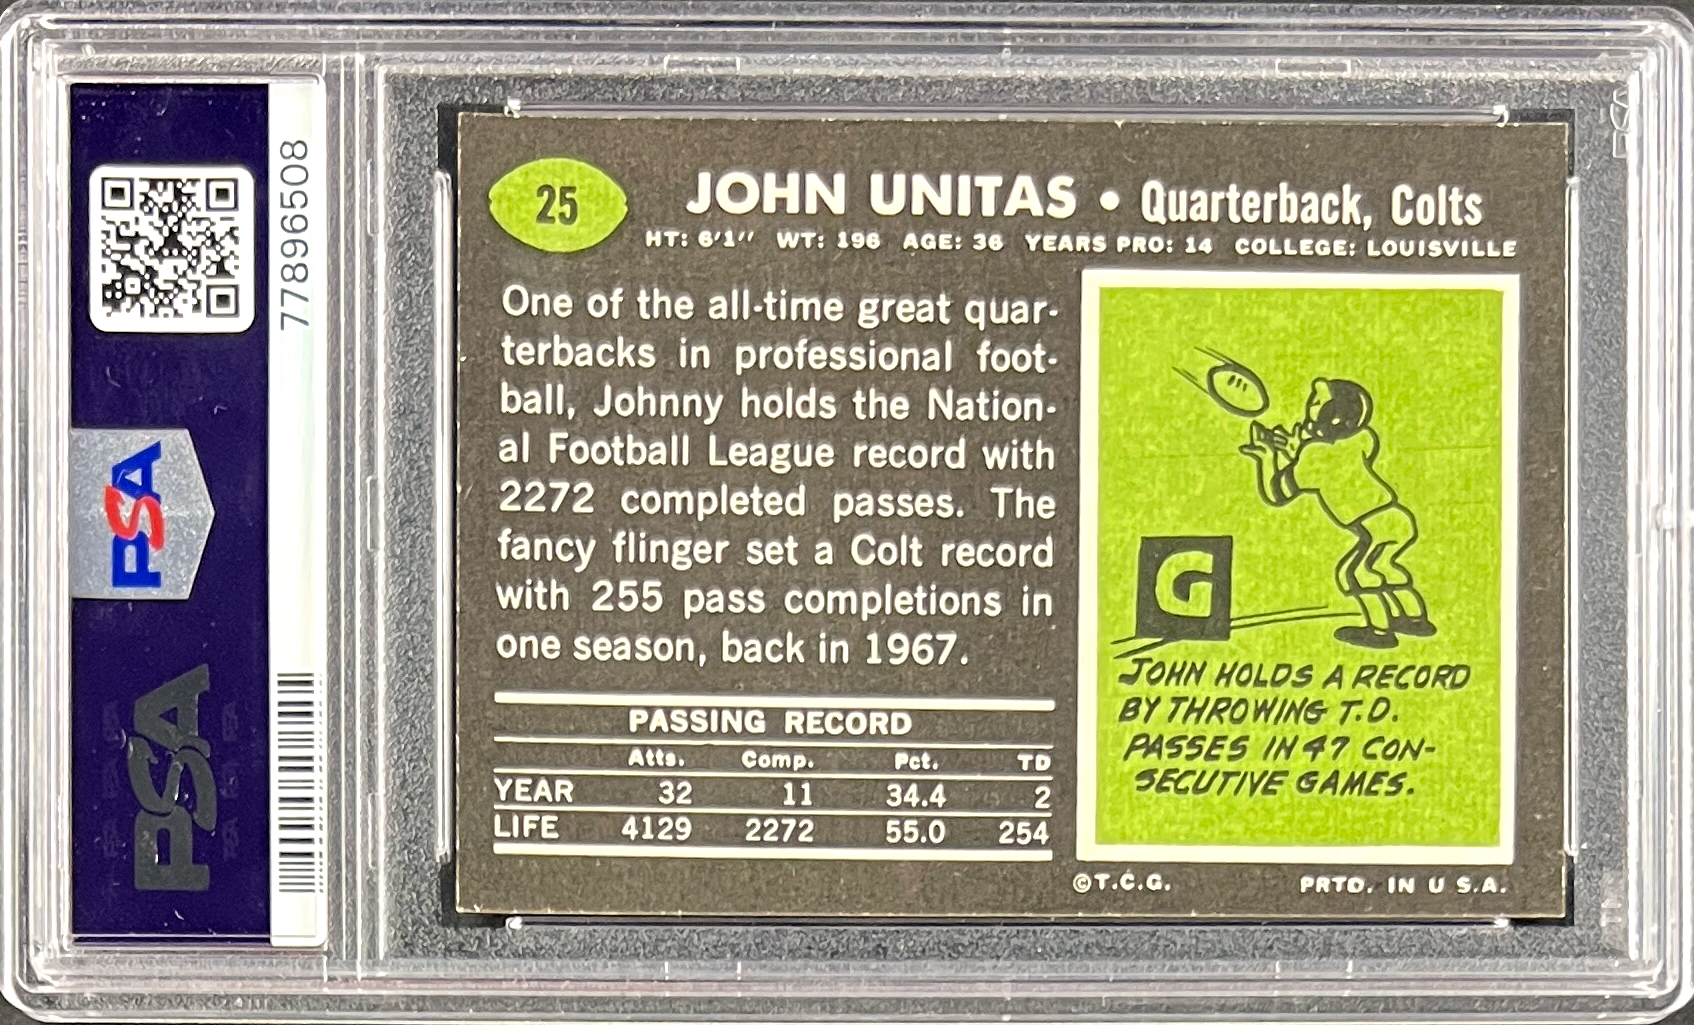 77896508
PSA
PSA
25
JOHN UNITAS • Quarterback, Colts
HT: 6'1" WT: 196 AGE: 36 YEARS PRO: 14 COLLEGE: LOUISVILLE
One of the all-time great quar-
terbacks in professional foot-
ball, Johnny holds the Nation-
al Football League record with
2272 completed passes. The
fancy flinger set a Colt record
with 255 pass completions in
one season, back in 1967.
PASSING RECORD
Atts. Comp. Pct. TD
YEAR 32 11 34.4 2
LIFE 4129 2272 55.0 254
G
JOHN HOLDS A RECORD
BY THROWING T.D.
PASSES IN 47 CON-
SECUTIVE GAMES.
©T.C.G. PRTD. IN U S.A.